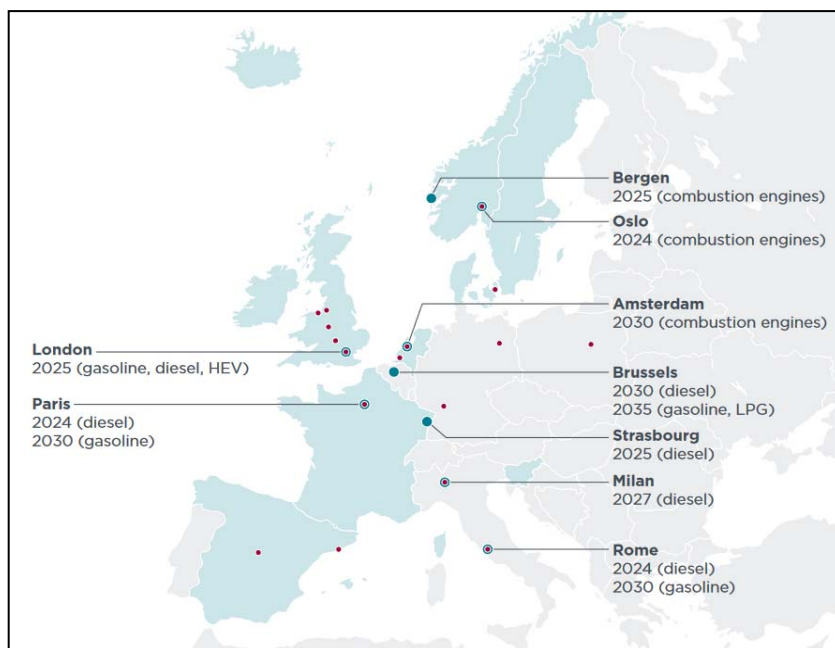 Bergen
2025 (combustion engines)
Oslo
2024 (combustion engines)
Amsterdam
2030 (combustion engines)
London
2025 (gasoline, diesel, HEV)
Brussels
2030 (diesel)
2035 (gasoline, LPG)
Paris
2024 (diesel)
2030 (gasoline)
Strasbourg
2025 (diesel)
Milan
2027 (diesel)
Rome
2024 (diesel)
2030 (gasoline)